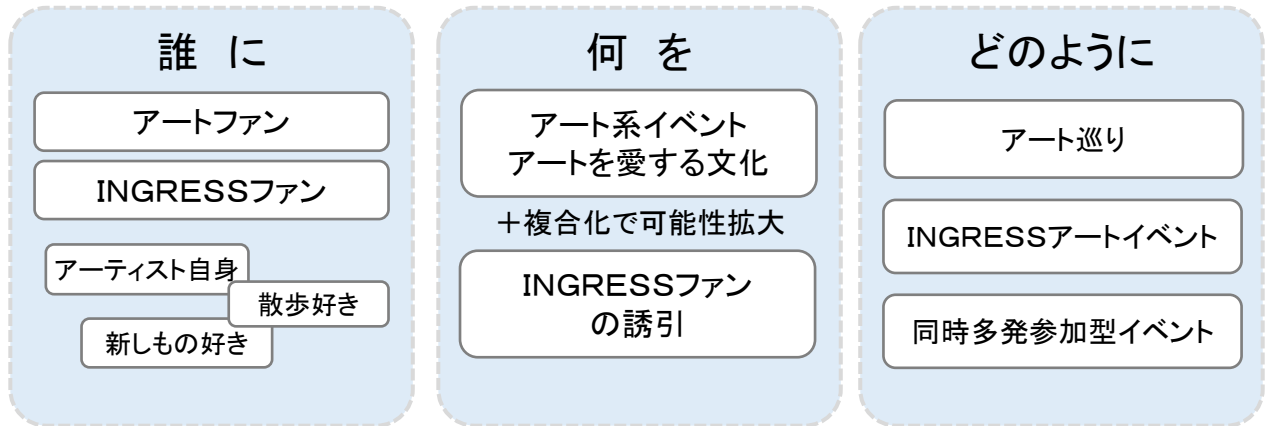 誰 に
アートファン
INGRESSファン
アーティスト自身
散歩好き
新しもの好き
何 を
アート系イベント
アートを愛する文化
＋複合化で可能性拡大
INGRESSファン
の誘引
どのように
アート巡り
INGRESSアートイベント
同時多発参加型イベント